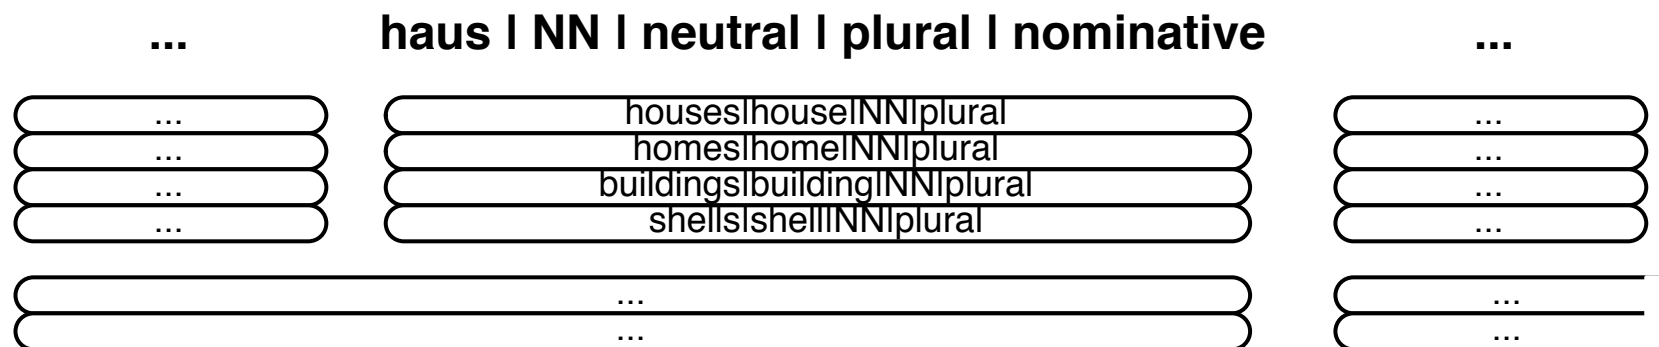 ... haus | NN | neutral | plural | nominative ...
... houses|house|NN|plural ...
... homes|home|NN|plural ...
... buildings|building|NN|plural ...
... shells|shell|NN|plural ...
... ...
... ...